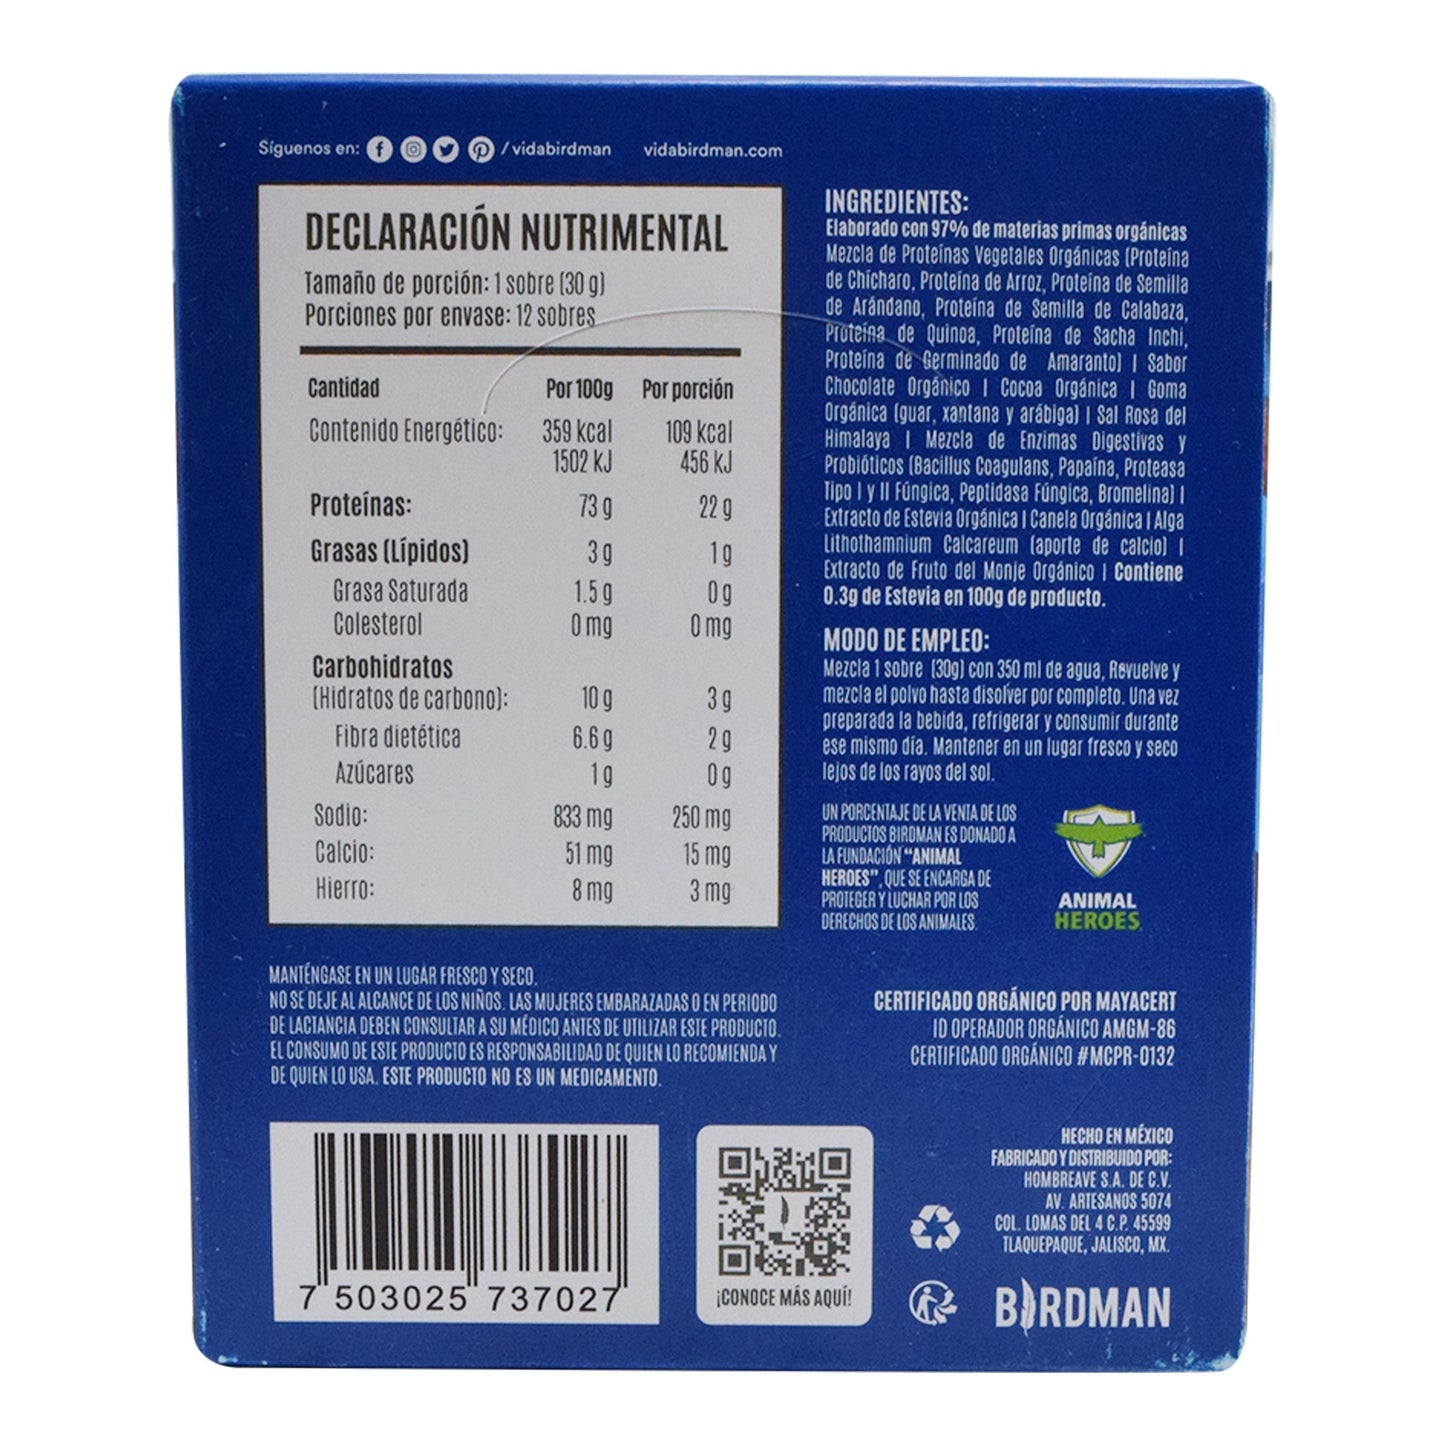 Síguenos en: /vidabirdman vidabirdman.com
DECLARACIÓN NUTRIMENTAL
Tamaño de porción: 1 sobre (30 g)
Porciones por envase: 12 sobres
Cantidad Por 100g Por porción
Contenido Energético: 359 kcal 109 kcal
1502 kJ 456 kJ
Proteínas: 73 g 22 g
Grasas (Lípidos) 3 g 1 g
Grasa Saturada 1.5 g 0 g
Colesterol 0 mg 0 mg
Carbohidratos
(Hidratos de carbono): 10 g 3 g
Fibra dietética 6.6 g 2 g
Azúcares 1 g 0 g
Sodio: 833 mg 250 mg
Calcio: 51 mg 15 mg
Hierro: 8 mg 3 mg
INGREDIENTES:
Elaborado con 97% de materias primas orgánicas
Mezcla de Proteínas Vegetales Orgánicas (Proteína
de Chícharo, Proteína de Arroz, Proteína de Semilla
de Arándano, Proteína de Semilla de Calabaza,
Proteína de Quinoa, Proteína de Sacha Inchi,
Proteína de Germinado de Amaranto) | Sabor
Chocolate Orgánico | Cocoa Orgánica | Goma
Orgánica (guar, xantana y arábiga) | Sal Rosa del
Himalaya | Mezcla de Enzimas Digestivas y
Probióticos (Bacillus Coagulans, Papaína, Proteasa
Tipo I y II Fúngica, Peptidasa Fúngica, Bromelina) |
Extracto de Estevia Orgánica | Canela Orgánica | Alga
Lithothamnium Calcareum (aporte de calcio) |
Extracto de Fruto del Monje Orgánico | Contiene
0.3g de Estevia en 100g de producto.
MODO DE EMPLEO:
Mezcla 1 sobre (30g) con 350 ml de agua, Revuelve y
mezcla el polvo hasta disolver por completo. Una vez
preparada la bebida, refrigerar y consumir durante
ese mismo día. Mantener en un lugar fresco y seco
lejos de los rayos del sol.
UN PORCENTAJE DE LA VENTA DE LOS
PRODUCTOS BIRDMAN ES DONADO A
LA FUNDACIÓN "ANIMAL
HEROES", QUE SE ENCARGA DE
PROTEGER Y LUCHAR POR LOS
DERECHOS DE LOS ANIMALES.
ANIMAL
HEROES
MANTÉNGASE EN UN LUGAR FRESCO Y SECO.
NO SE DEJE AL ALCANCE DE LOS NIÑOS. LAS MUJERES EMBARAZADAS O EN PERIODO
DE LACTANCIA DEBEN CONSULTAR A SU MÉDICO ANTES DE UTILIZAR ESTE PRODUCTO.
EL CONSUMO DE ESTE PRODUCTO ES RESPONSABILIDAD DE QUIEN LO RECOMIENDA Y
DE QUIEN LO USA. ESTE PRODUCTO NO ES UN MEDICAMENTO.
CERTIFICADO ORGÁNICO POR MAYACERT
ID OPERADOR ORGÁNICO AMGM-86
CERTIFICADO ORGÁNICO #MCPR-0132
7 503025 737027
¡CONOCE MÁS AQUÍ!
HECHO EN MÉXICO
FABRICADO Y DISTRIBUIDO POR:
HOMBREAVE S.A. DE C.V.
AV. ARTESANOS 5074
COL. LOMAS DEL 4 C.P. 45599
TLAQUEPAQUE, JALISCO, MX.
BIRDMAN